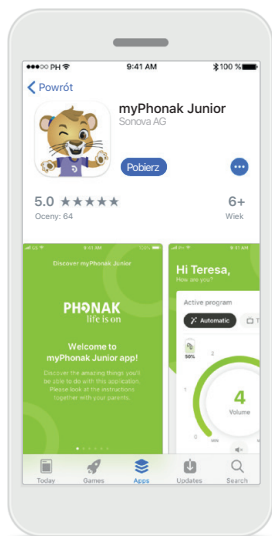 PH
9:41 AM
100 %
Powrót
myPhonak Junior
Sonova AG
Pobierz
5.0
6+
Oceny: 64
Wiek
Discover myPhonak Junior
PHONAK
life is on
Welcome to
myPhonak Junior app!
Discover the amazing things you'll
be able to do with this application.
Please look at the instructions
together with your parents.
Hi Teresa,
How are you?
Active program
Automatic
50%
4
Volume
Today
Games
Apps
Updates
Search